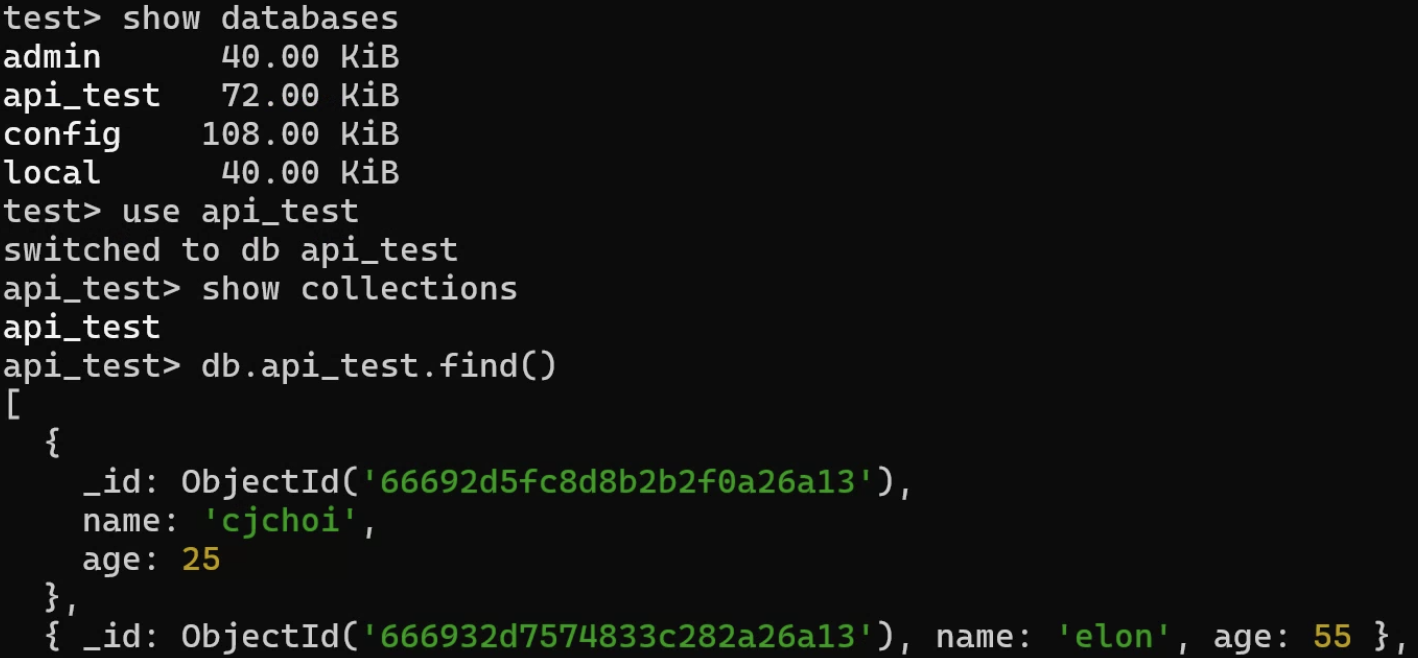 test> show databases
admin      40.00 KiB
api_test   72.00 KiB
config    108.00 KiB
local      40.00 KiB
test> use api_test
switched to db api_test
api_test> show collections
api_test
api_test> db.api_test.find()
[
  {
    _id: ObjectId('66692d5fc8d8b2b2f0a26a13'),
    name: 'cjchoi',
    age: 25
  },
  { _id: ObjectId('666932d7574833c282a26a13'), name: 'elon', age: 55 },